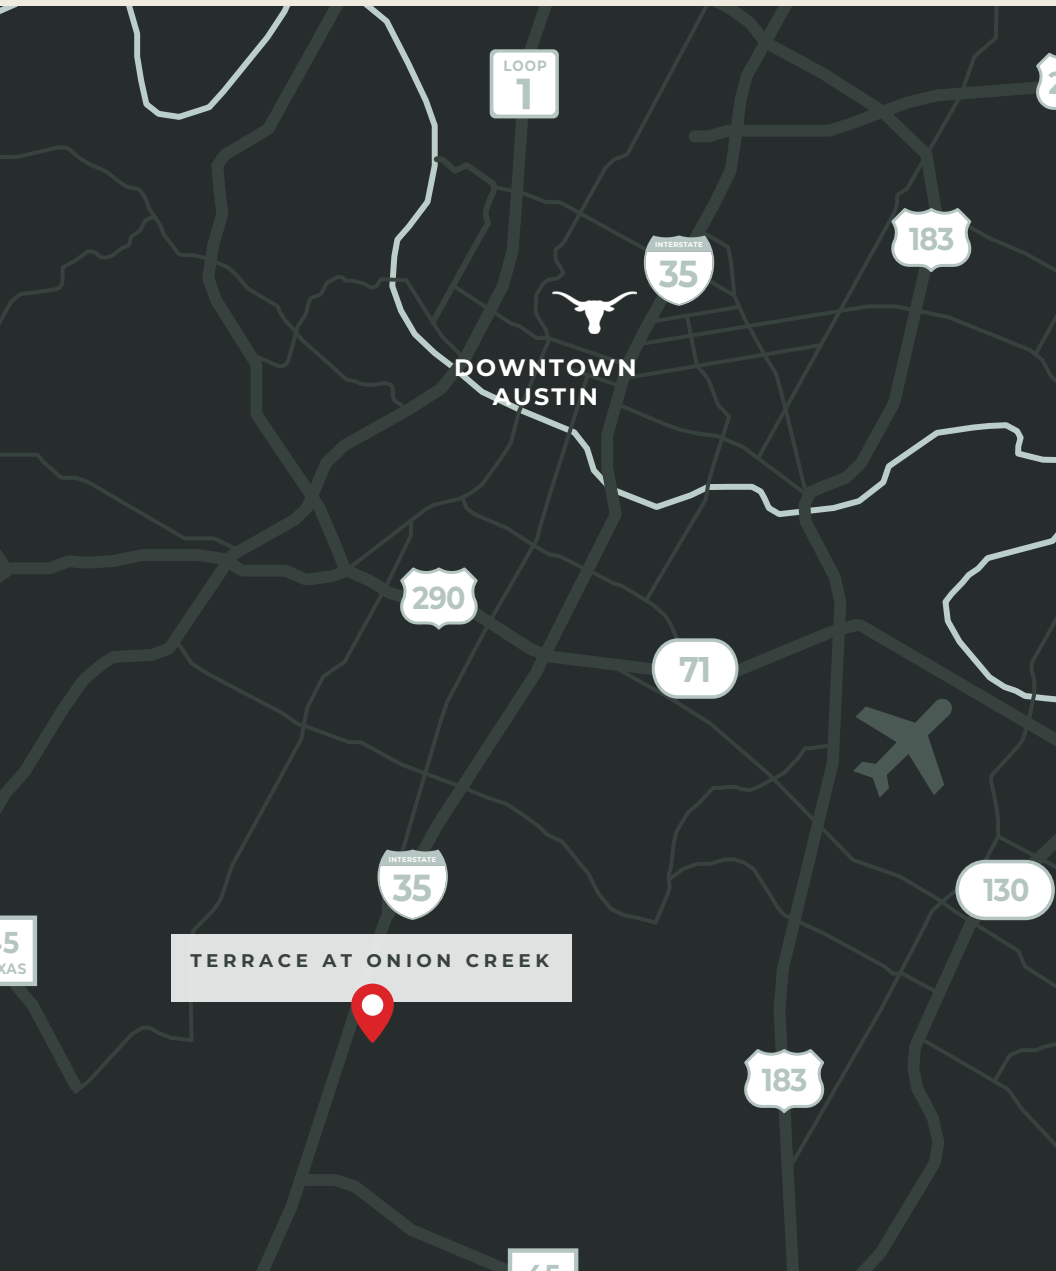 LOOP
1
INTERSTATE
35
183
DOWNTOWN
AUSTIN
290
71
INTERSTATE
35
130
TERRACE AT ONION CREEK
183